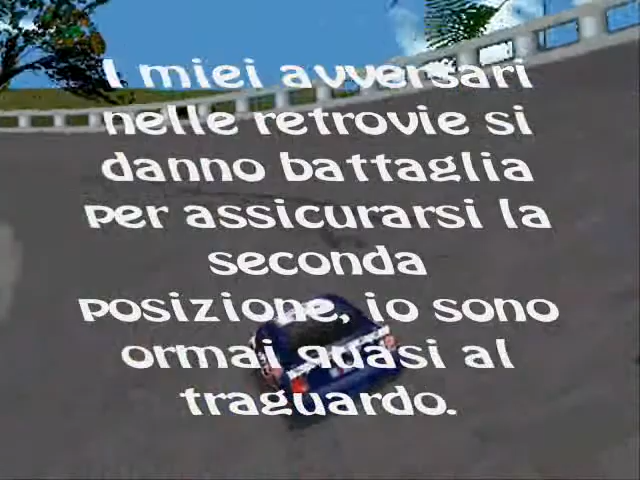 I miei avversari
nelle retrovie si
danno battaglia
per assicurarsi la
seconda
posizione, io sono
ormai quasi al
traguardo.